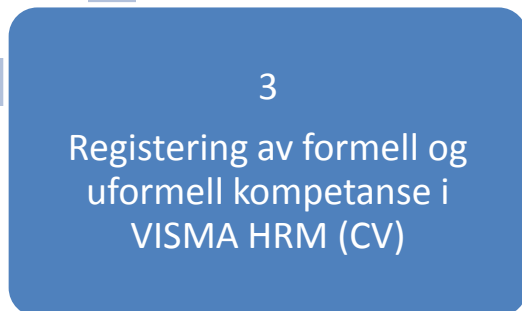 3
Registering av formell og
uformell kompetanse i
VISMA HRM (CV)